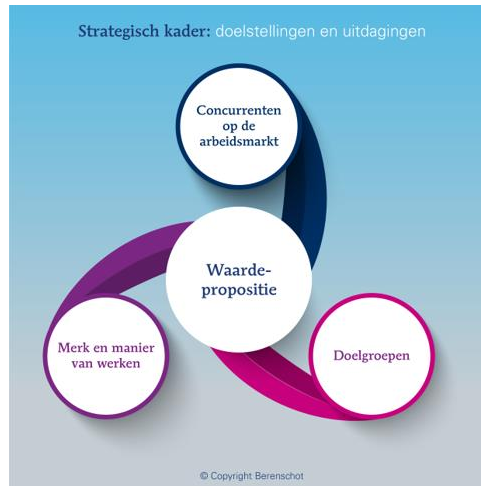 Strategisch kader: doelstellingen en uitdagingen
Concurrenten
op de
arbeidsmarkt
Waarde-
propositie
Merk en manier
van werken
Doelgroepen
© Copyright Berenschot